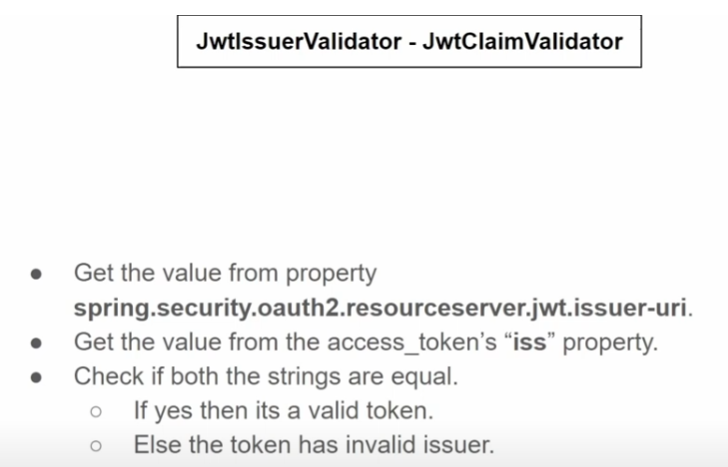 JwtIssuerValidator - JwtClaimValidator
● Get the value from property
spring.security.oauth2.resourceserver.jwt.issuer-uri.
● Get the value from the access_token’s “iss” property.
● Check if both the strings are equal.
○ If yes then its a valid token.
○ Else the token has invalid issuer.